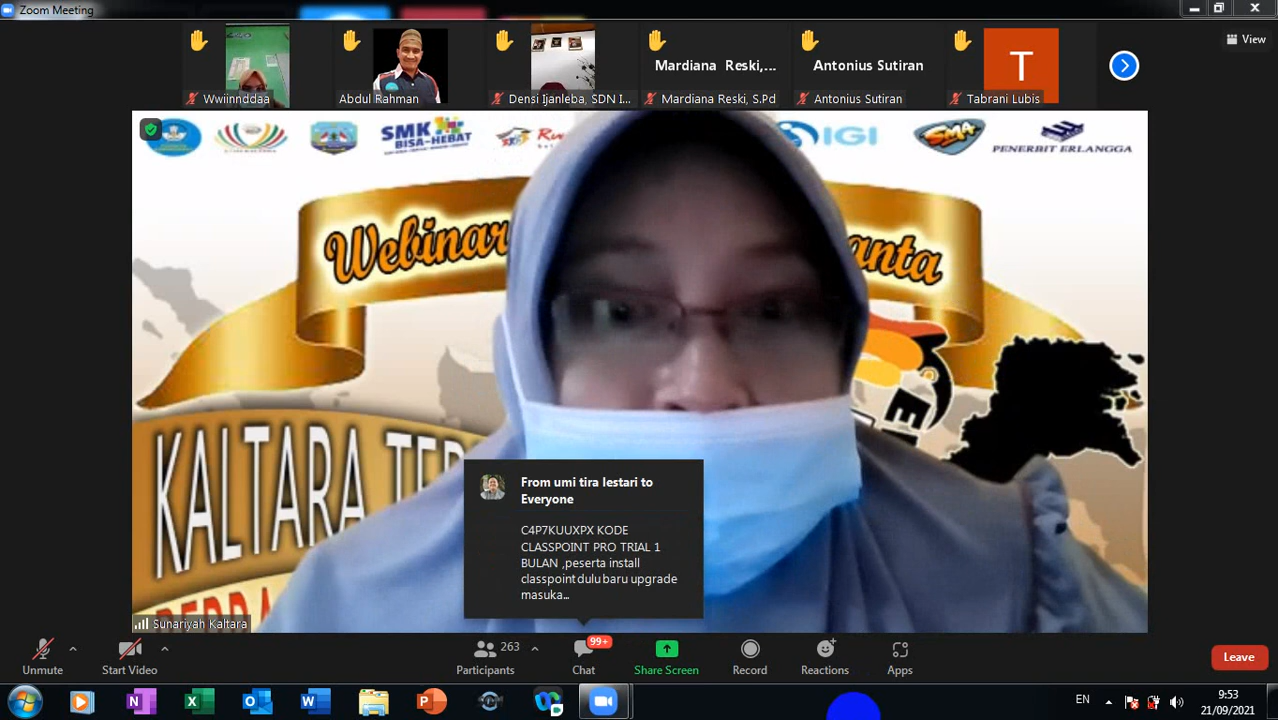 Zoom Meeting
View
Wwiinnddaa
Abdul Rahman
Densi Ijanleba, SDN I...
Mardiana Reski,...
Mardiana Reski, S.Pd
Antonius Sutiran
Antonius Sutiran
T
Tabrani Lubis
SMK
BISA-HEBAT
IGI
SMA
PENERBIT ERLANGGA
Webinar
anta
KALTARA TER
From umi tira lestari to
Everyone
C4P7KUUXPX KODE
CLASSPOINT PRO TRIAL 1
BULAN ,peserta install
classpoint dulu baru upgrade
masuka...
Suhariyah Kaltara
Unmute
Start Video
263
Participants
99+
Chat
Share Screen
Record
Reactions
Apps
Leave
EN
9:53
21/09/2021